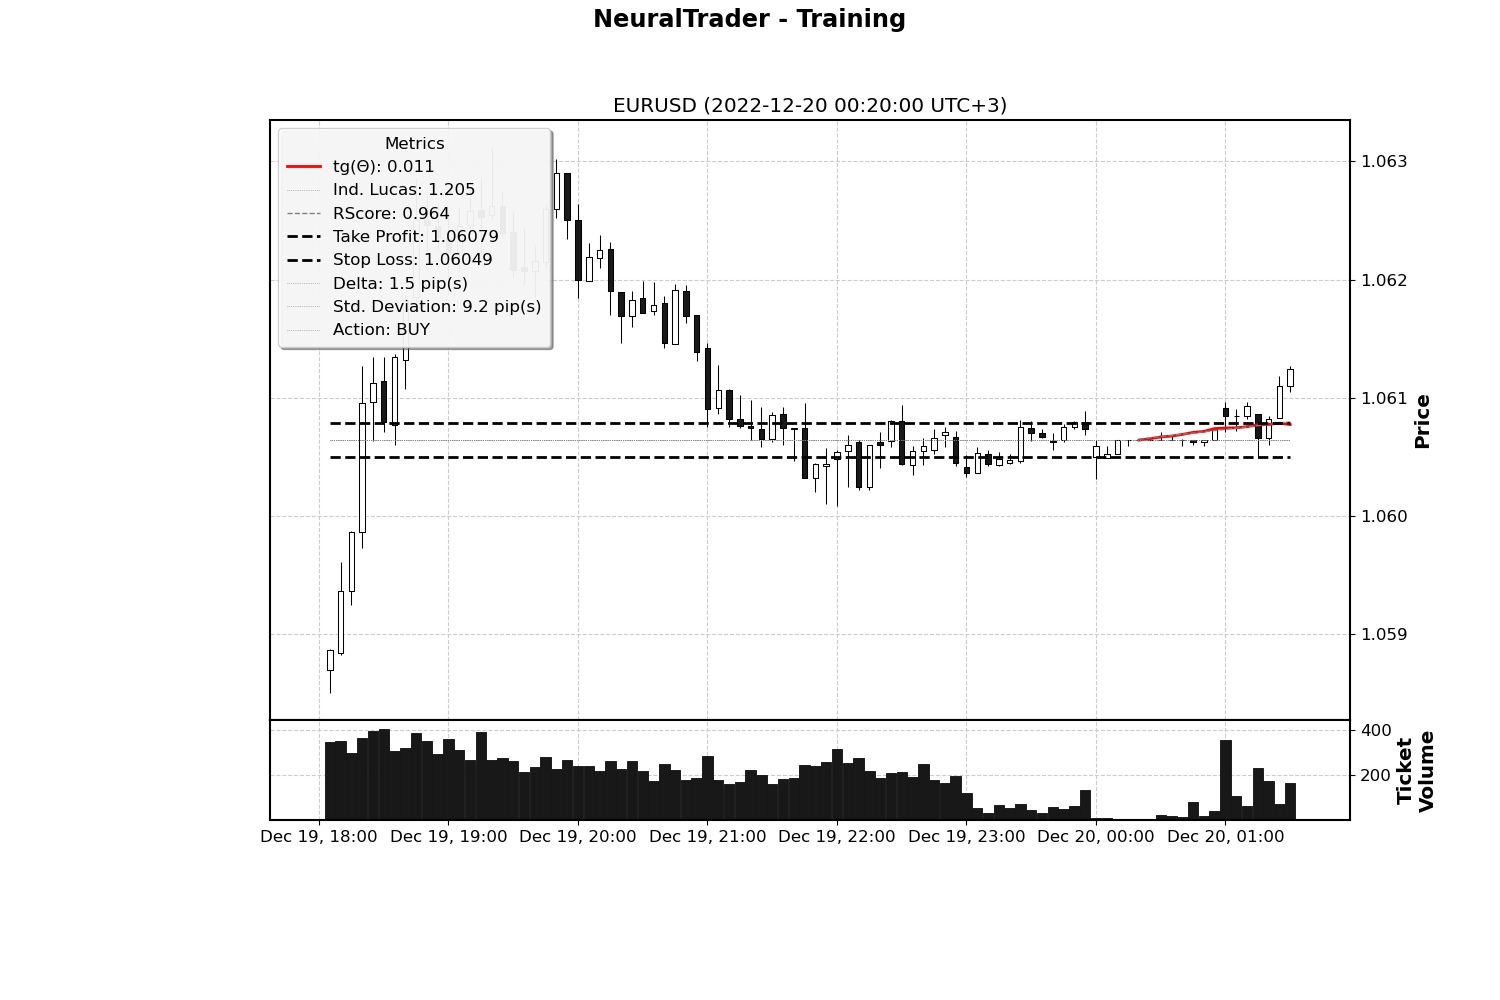 NeuralTrader - Training
EURUSD (2022-12-20 00:20:00 UTC+3)
Metrics
tg(Θ): 0.011
Ind. Lucas: 1.205
RScore: 0.964
Take Profit: 1.06079
Stop Loss: 1.06049
Delta: 1.5 pip(s)
Std. Deviation: 9.2 pip(s)
Action: BUY
1.063
1.062
1.061
1.060
1.059
Price
400
200
Ticket
Volume
Dec 19, 18:00
Dec 19, 19:00
Dec 19, 20:00
Dec 19, 21:00
Dec 19, 22:00
Dec 19, 23:00
Dec 20, 00:00
Dec 20, 01:00